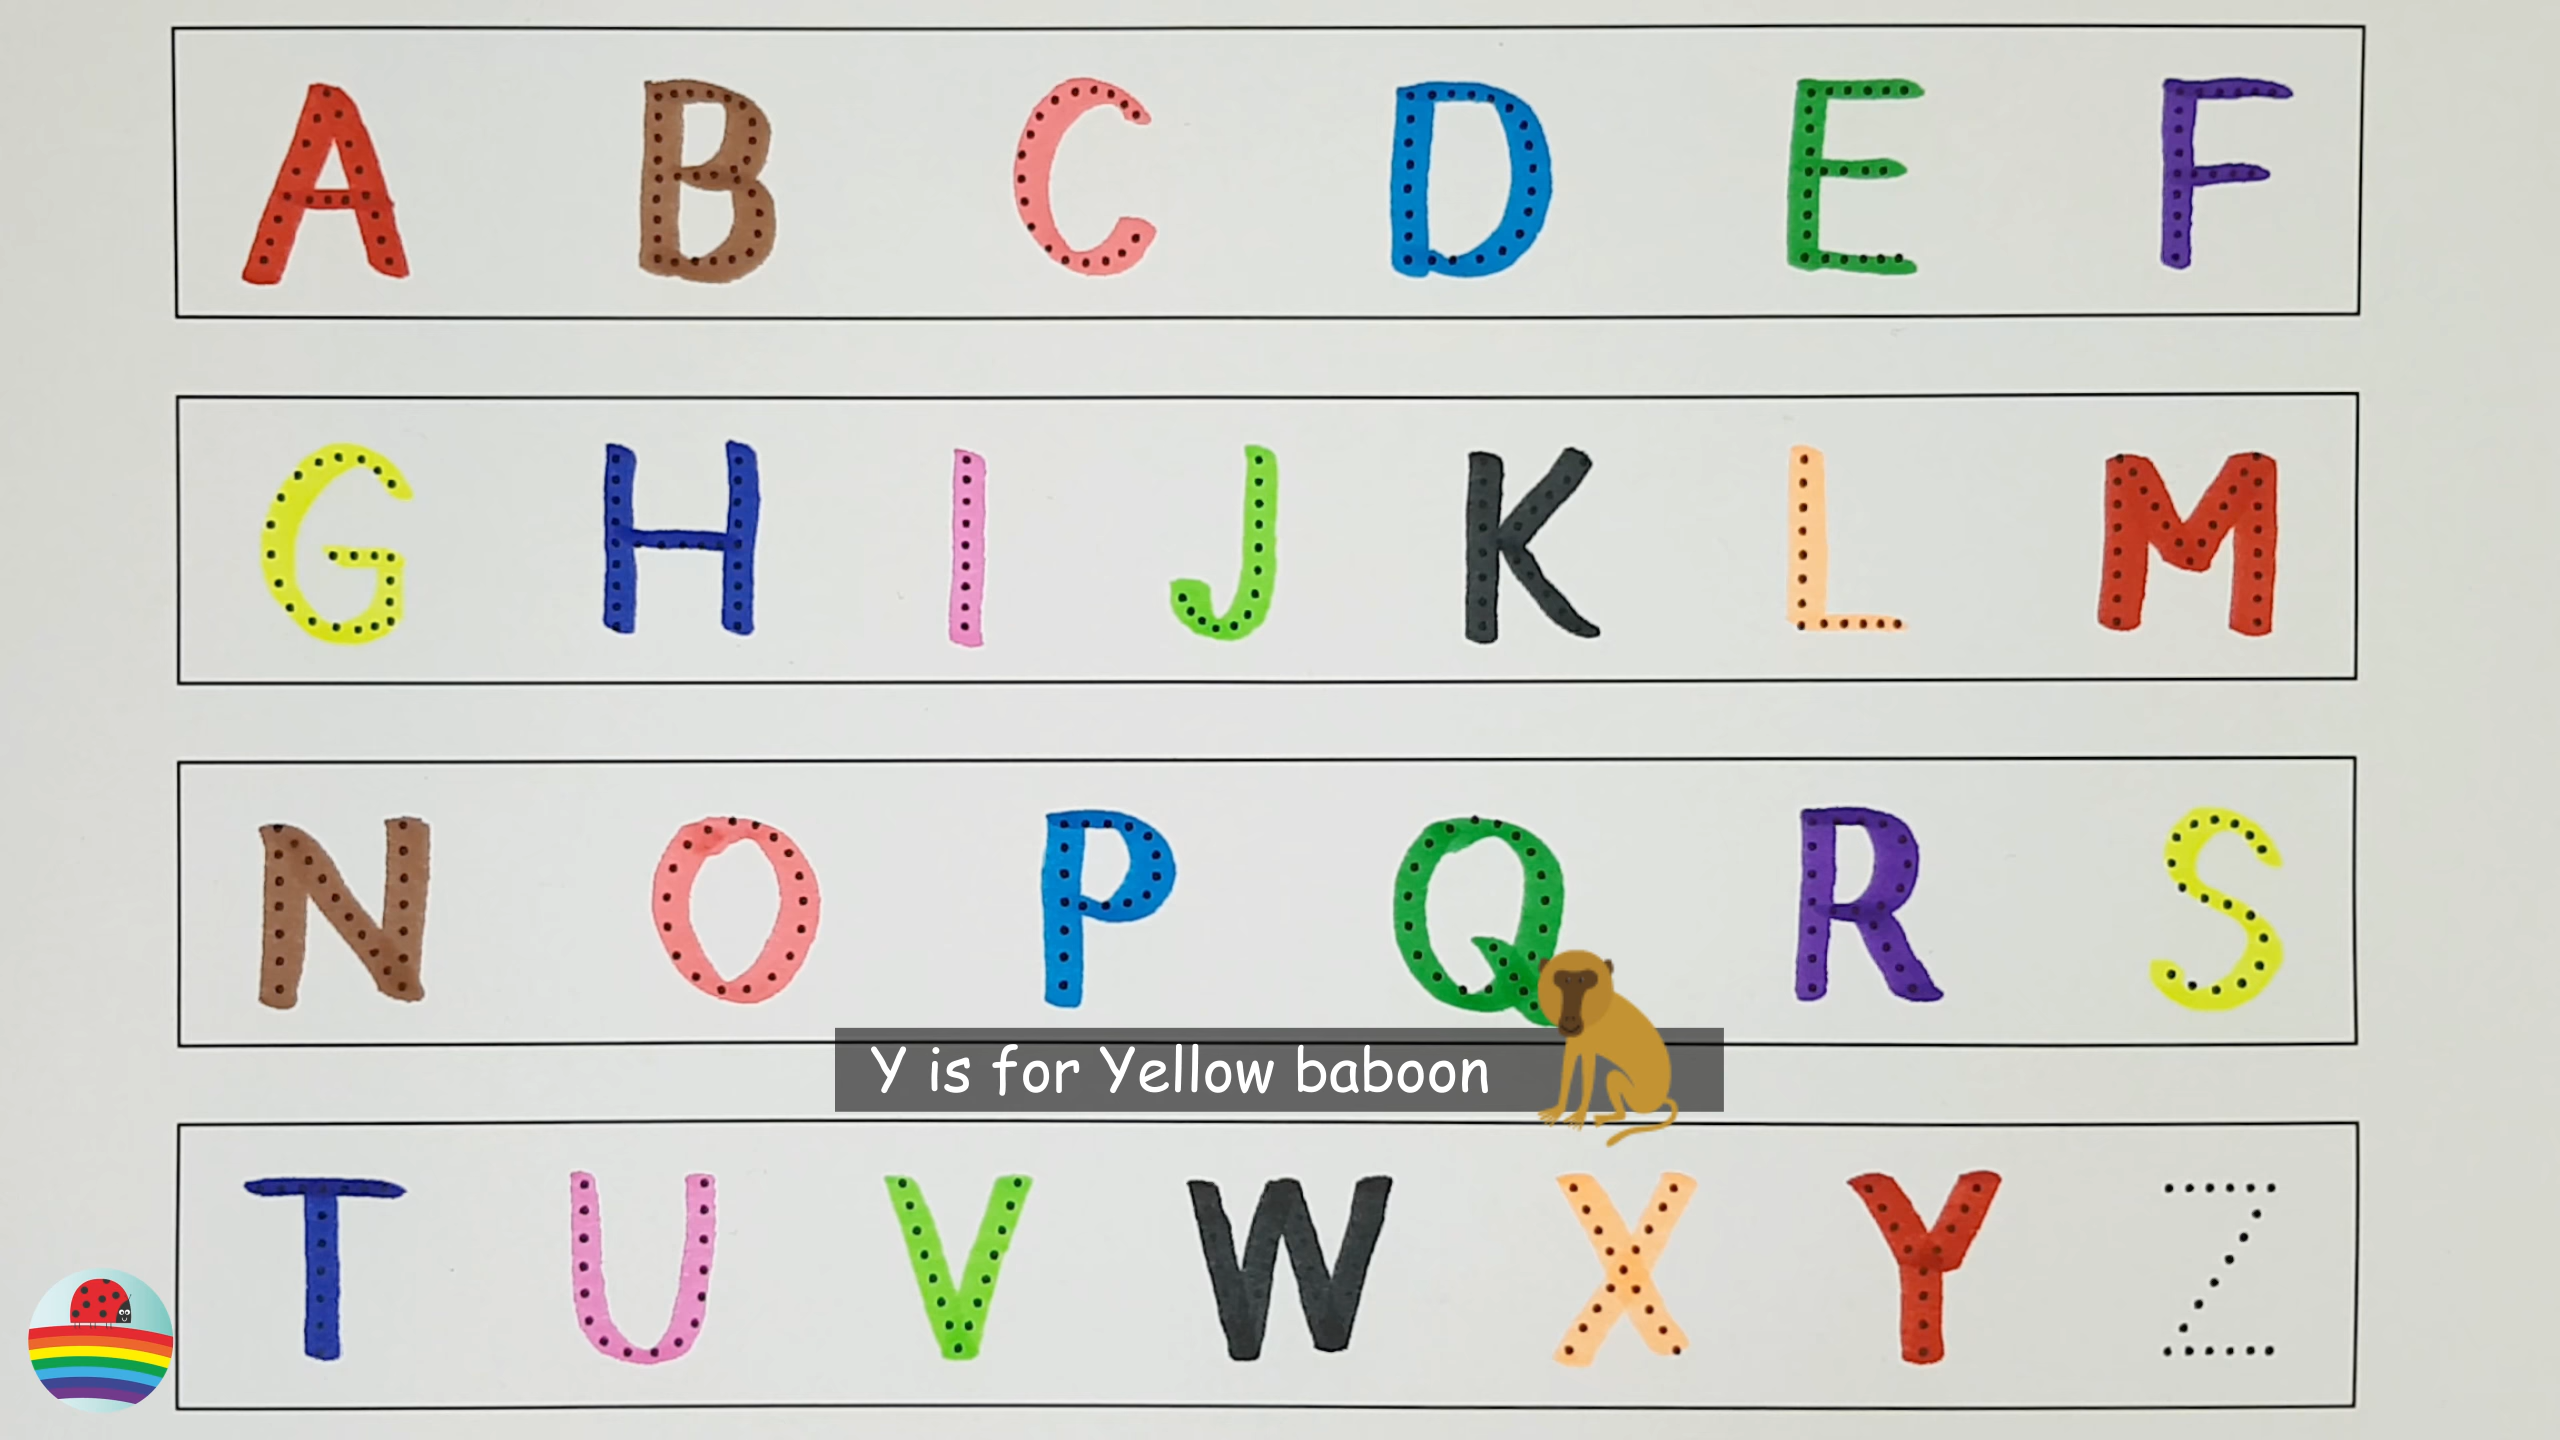 A B C D E F
G H I J K L M
N O P Q R S
Y is for Yellow baboon
T U V W X Y Z